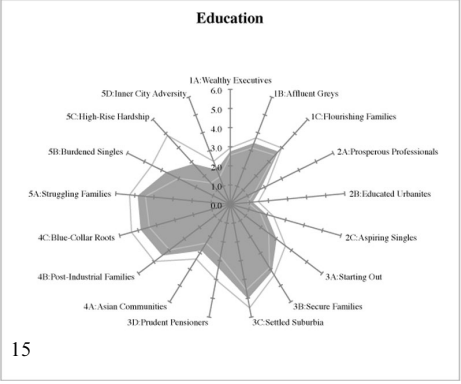 Education
1A:Wealthy Executives
6.0
5D:Inner City Adversity
1B:Affluent Greys
5.0
5C:High-Rise Hardship
1C:Flourishing Families
4.0
3.0
5B:Burdened Singles
2A:Prosperous Professionals
2.0
1.0
5A:Struggling Families
2B:Educated Urbanites
0.0
4C:Blue-Collar Roots
2C:Aspiring Singles
4B:Post-Industrial Families
3A:Starting Out
4A:Asian Communities
3B:Secure Families
3D:Prudent Pensioners
3C:Settled Suburbia
15